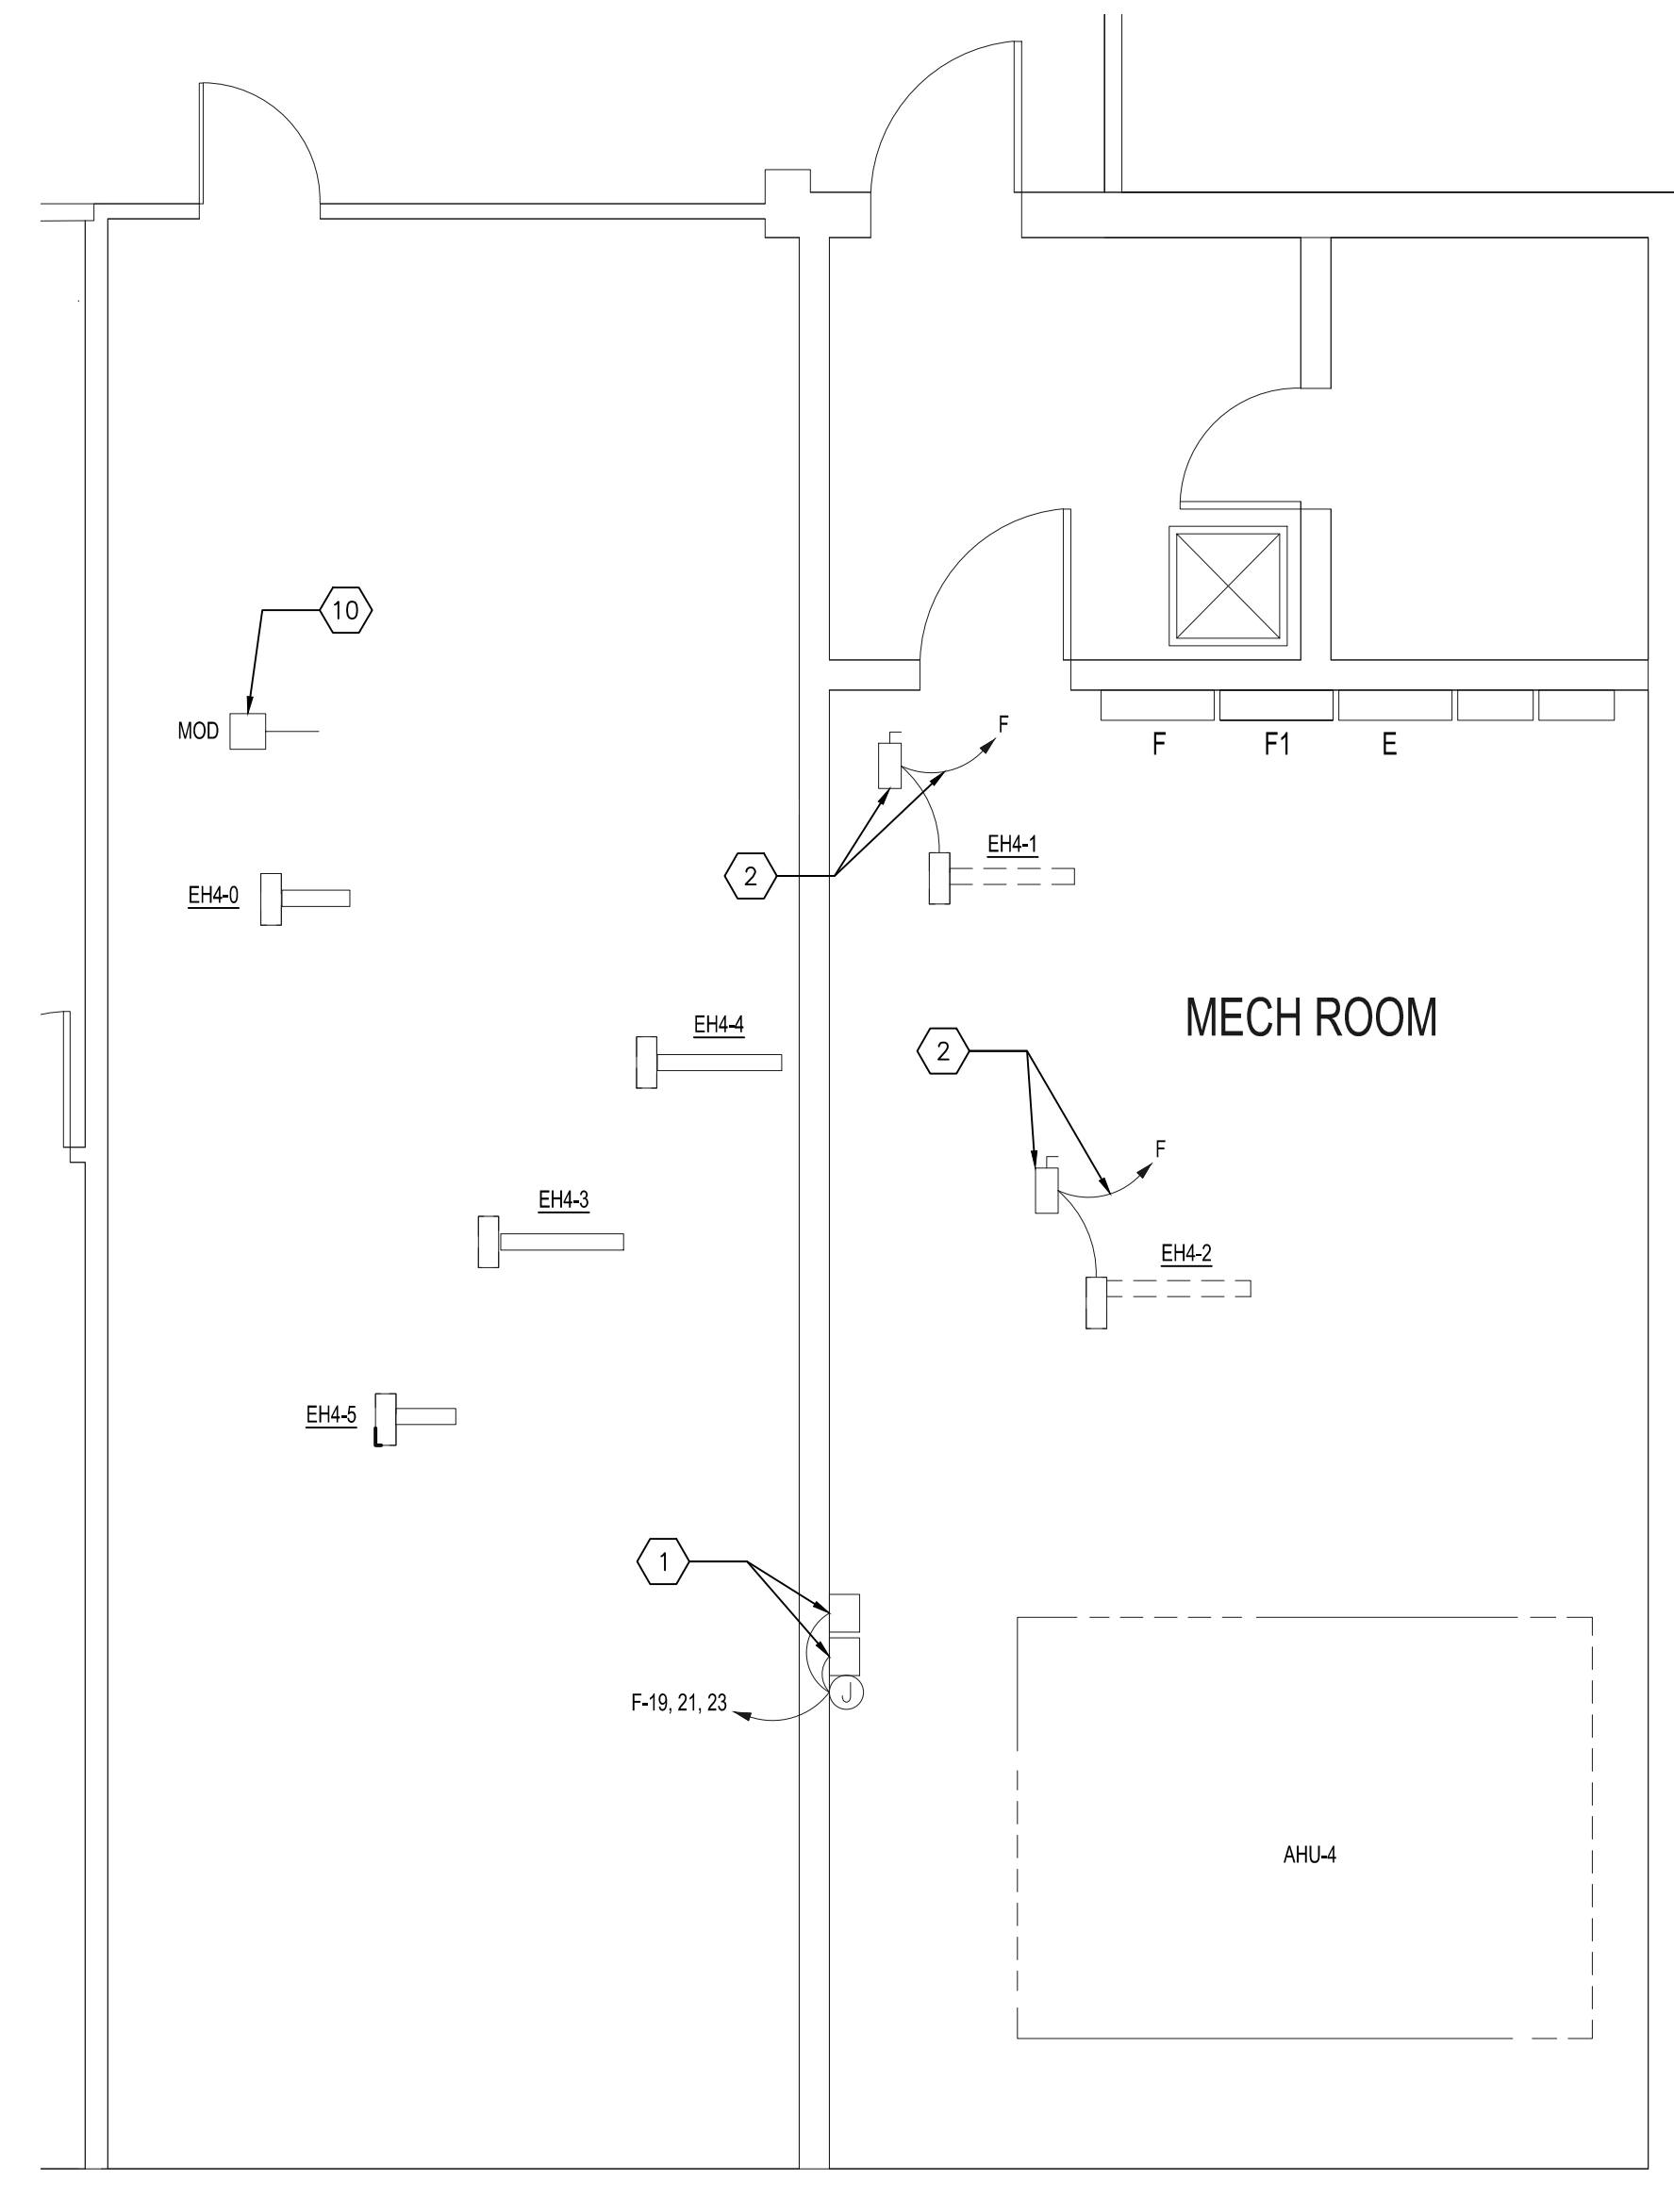 10
MOD
F
F
F1
E
EH4-1
2
EH4-0
MECH ROOM
EH4-4
2
F
EH4-3
EH4-2
EH4-5
1
J
F-19, 21, 23
AHU-4